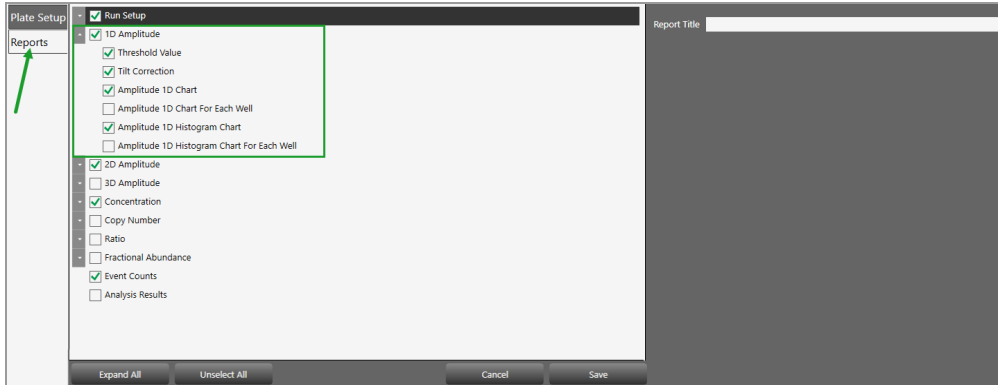 Plate Setup
Reports
Run Setup
1D Amplitude
Threshold Value
Tilt Correction
Amplitude 1D Chart
Amplitude 1D Chart For Each Well
Amplitude 1D Histogram Chart
Amplitude 1D Histogram Chart For Each Well
2D Amplitude
3D Amplitude
Concentration
Copy Number
Ratio
Fractional Abundance
Event Counts
Analysis Results
Expand All
Unselect All
Cancel
Save
Report Title